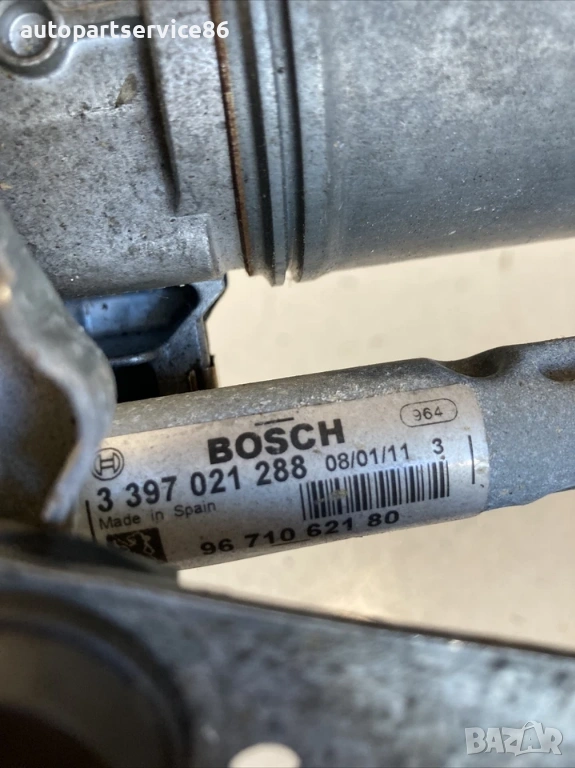 autopartservice86
964
BOSCH
3 397 021 288 08/01/11 3
Made in Spain
96 710 621 80
BAZAR